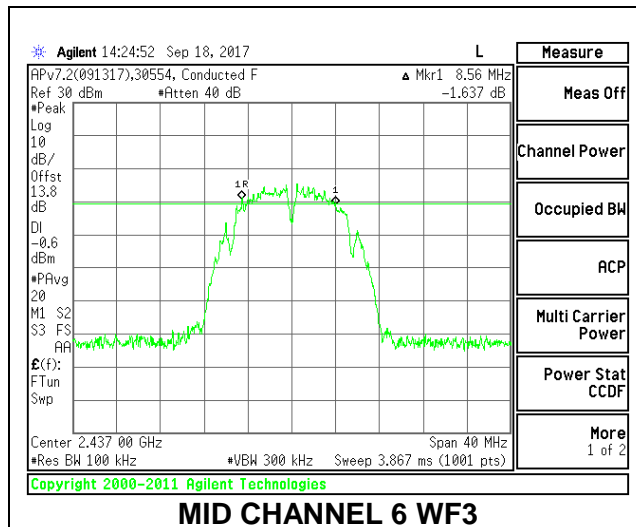 Agilent 14:24:52 Sep 18, 2017 L
Measure
APv7.2(091317),30554, Conducted F
Δ Mkr1 8.56 MHz
Ref 30 dBm #Atten 40 dB -1.637 dB
#Peak
Log
10
dB/
Offst
13.8
dB
DI
-0.6
dBm
#PAvg
20
M1 S2
S3 FS
AA
£(f):
FTun
Swp
1R
1
Center 2.437 00 GHz Span 40 MHz
#Res BW 100 kHz #VBW 300 kHz Sweep 3.867 ms (1001 pts)
Meas Off
Channel Power
Occupied BW
ACP
Multi Carrier
Power
Power Stat
CCDF
More
1 of 2
Copyright 2000-2011 Agilent Technologies
MID CHANNEL 6 WF3